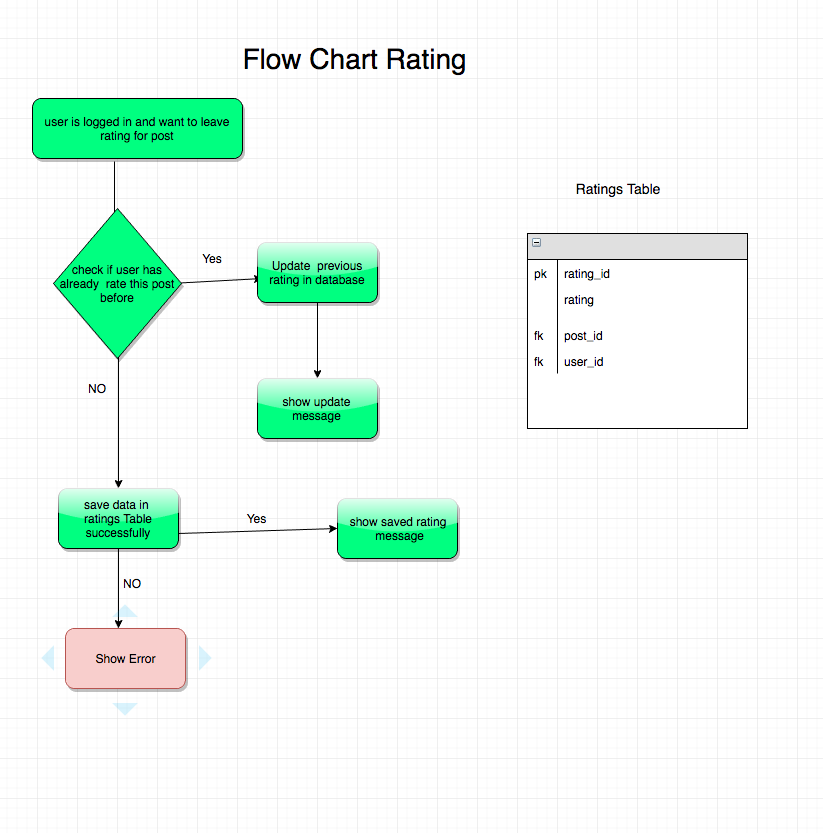 Flow Chart Rating
user is logged in and want to leave
rating for post
check if user has
already  rate this post
before
Yes
Update  previous
rating in database
NO
show update
message
save data in
ratings Table
successfully
Yes
show saved rating
message
NO
Show Error
Ratings Table
pk rating_id
rating
fk post_id
fk user_id